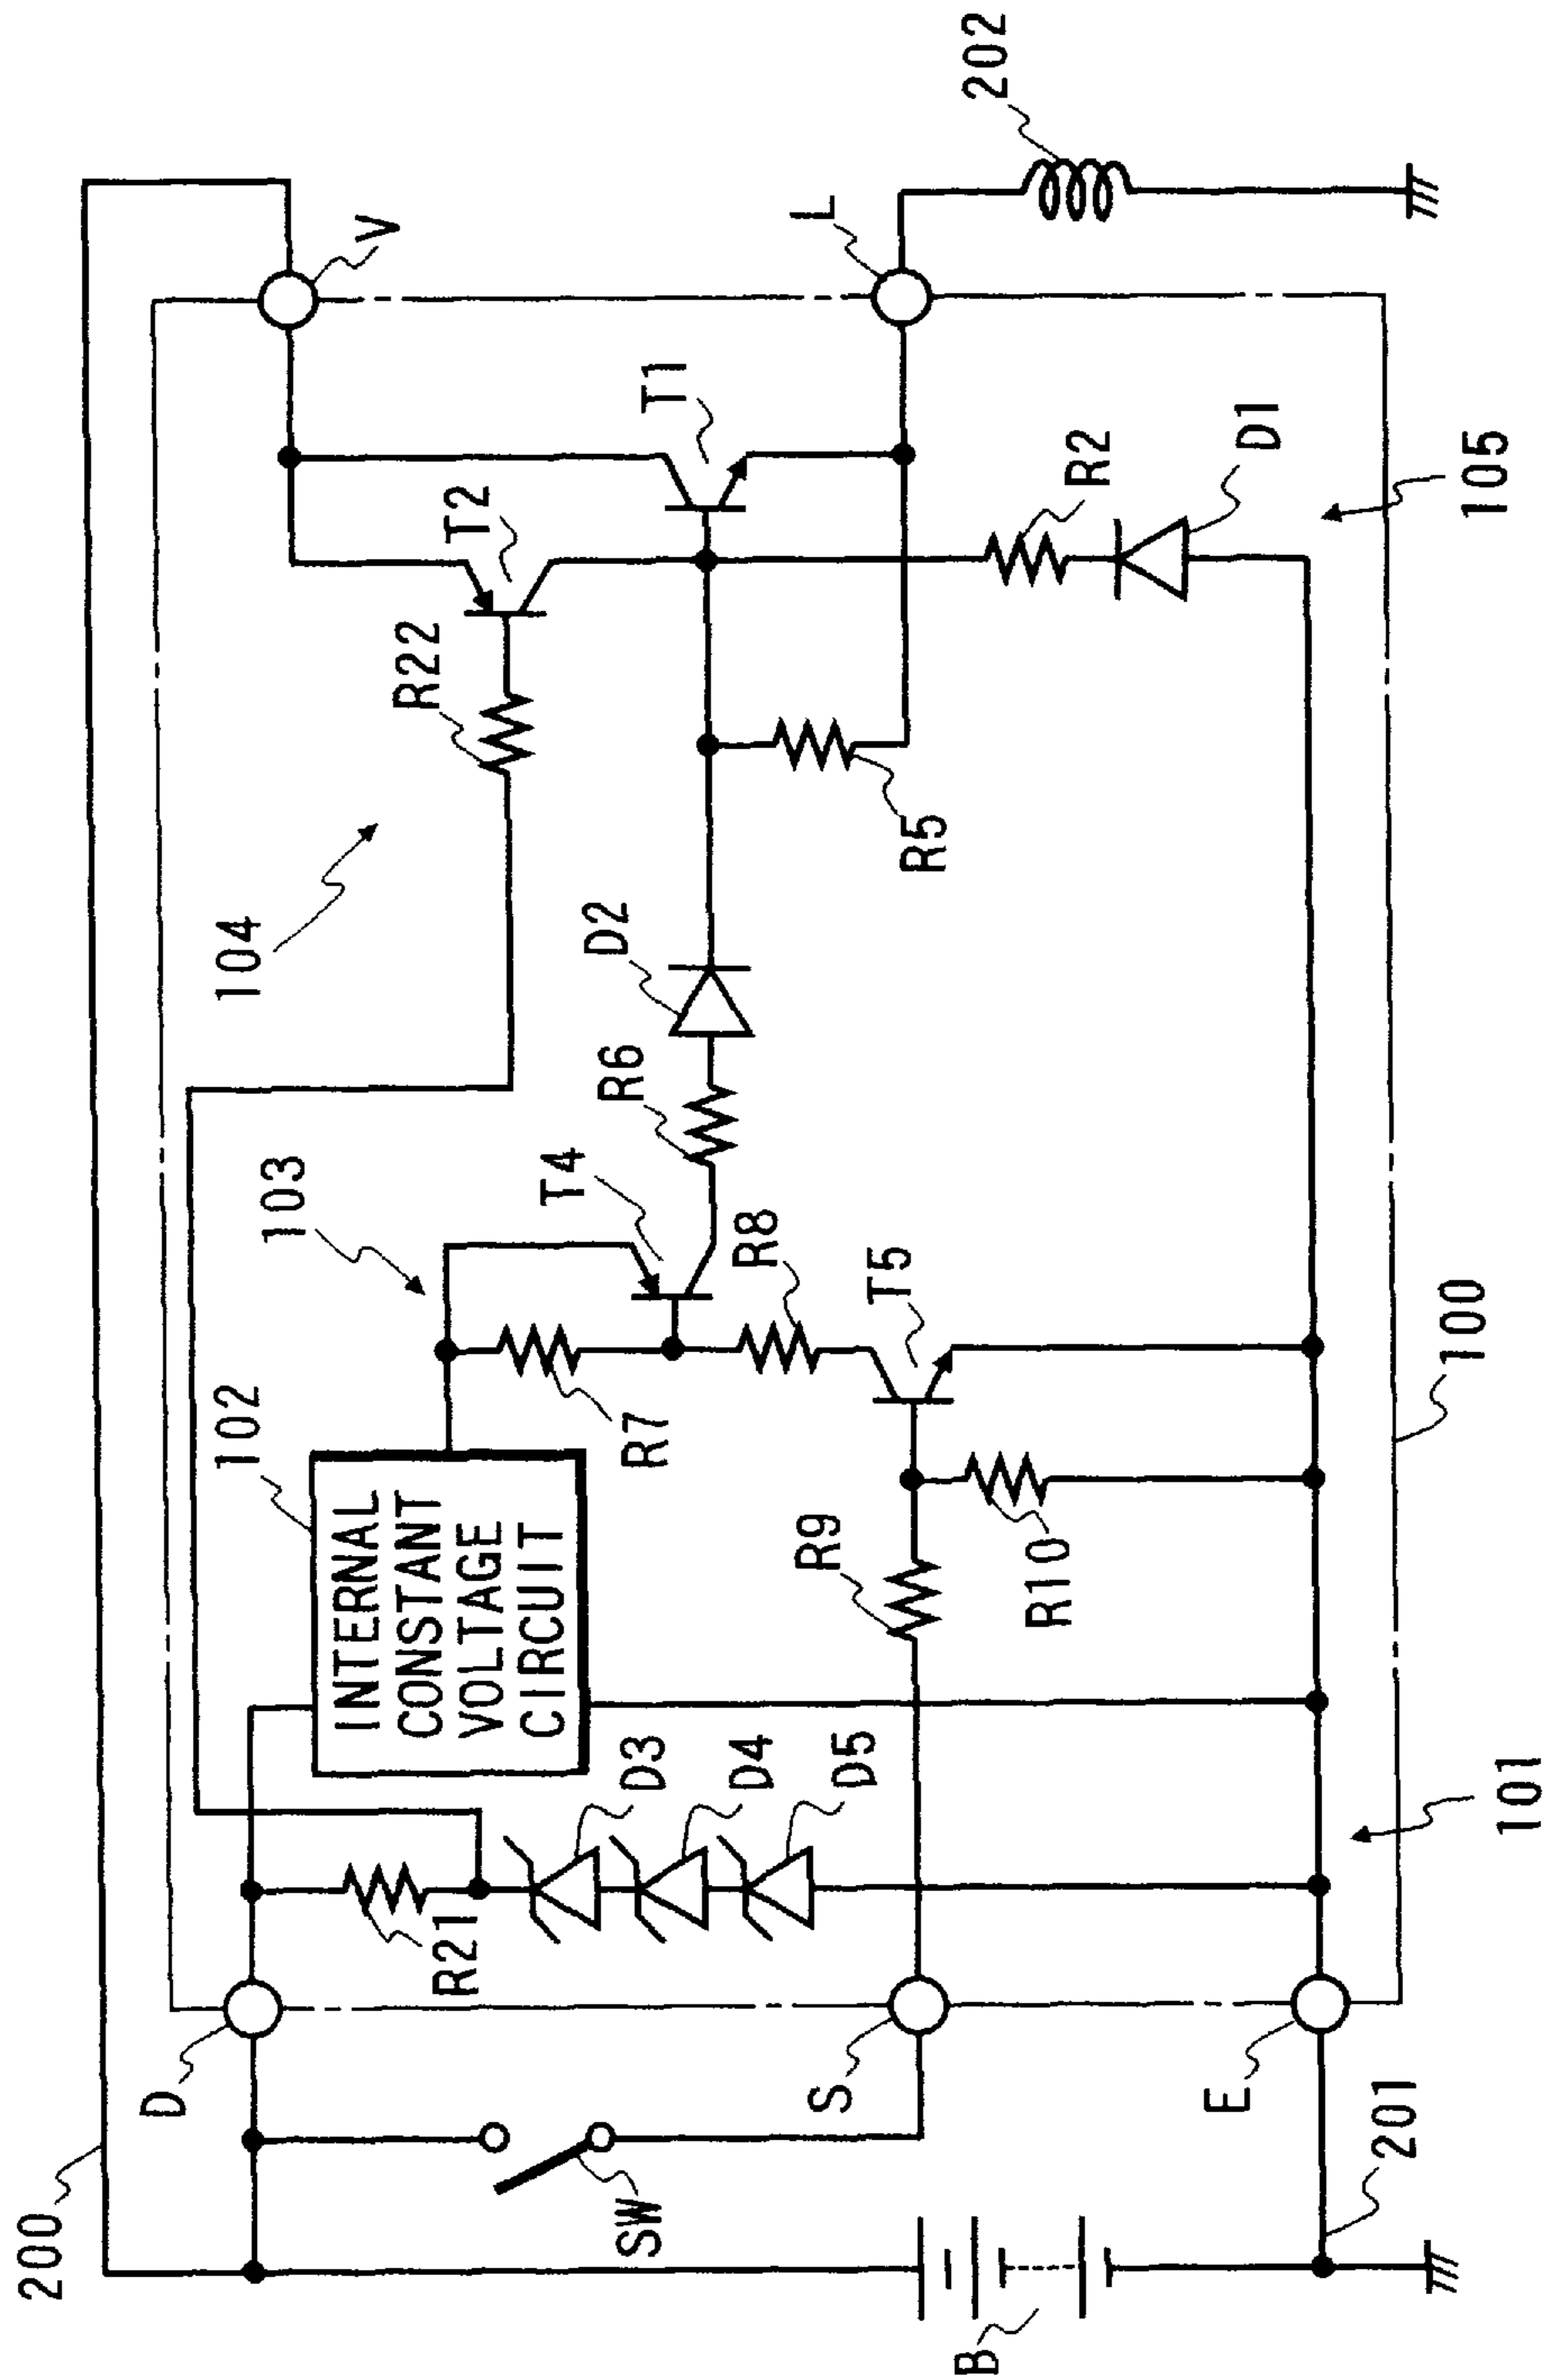 200
104
103
102
INTERNAL
CONSTANT
VOLTAGE
CIRCUIT
D
V
R22
T2
T1
L
202
R2
D1
105
R5
D2
R6
T4
R8
T5
R7
R9
R10
R21
D3
D4
D5
S
SW
B
E
201
101
100